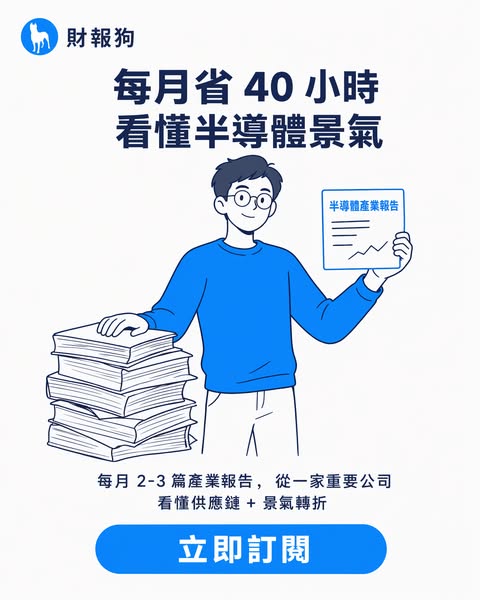 財報狗
每月省 40 小時
看懂半導體景氣
半導體產業報告
每月 2-3 篇產業報告，從一家重要公司
看懂供應鏈 + 景氣轉折
立即訂閱